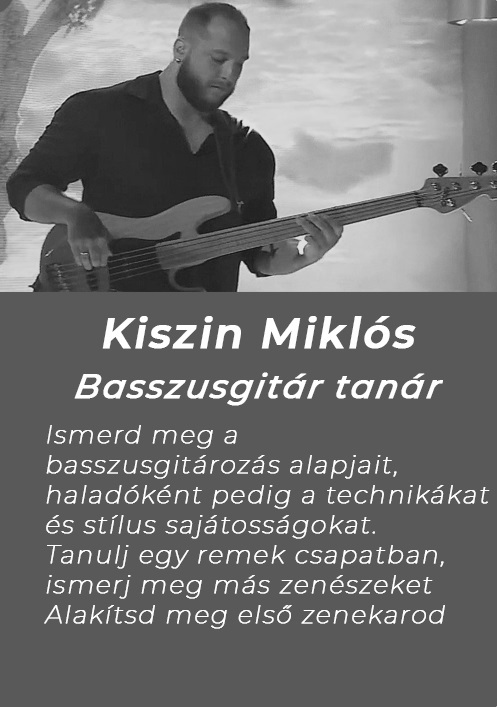 Kiszin Miklós
Basszusgitár tanár
Ismerd meg a
basszusgitározás alapjait,
haladóként pedig a technikákat
és stílus sajátosságokat.
Tanulj egy remek csapatban,
ismerj meg más zenészeket
Alakítsd meg első zenekarod